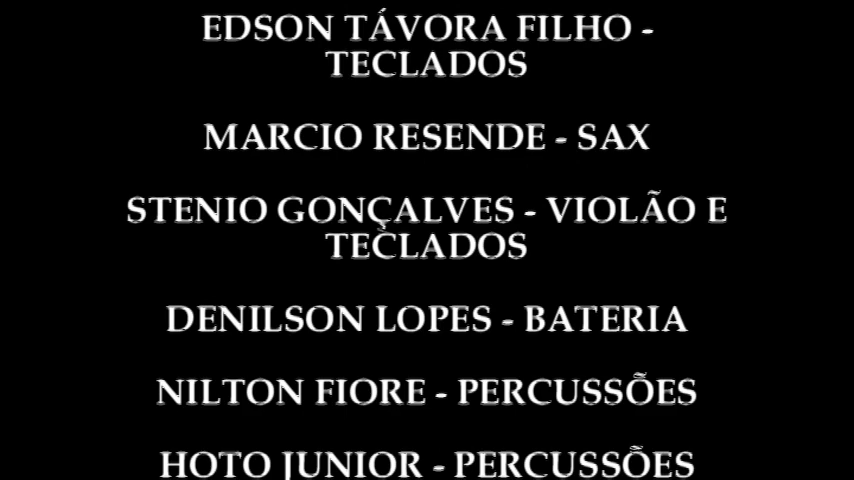 EDSON TÁVORA FILHO -
TECLADOS
MARCIO RESENDE - SAX
STENIO GONÇALVES - VIOLÃO E
TECLADOS
DENILSON LOPES - BATERIA
NILTON FIORE - PERCUSSÕES
HOTO JUNIOR - PERCUSSÕES